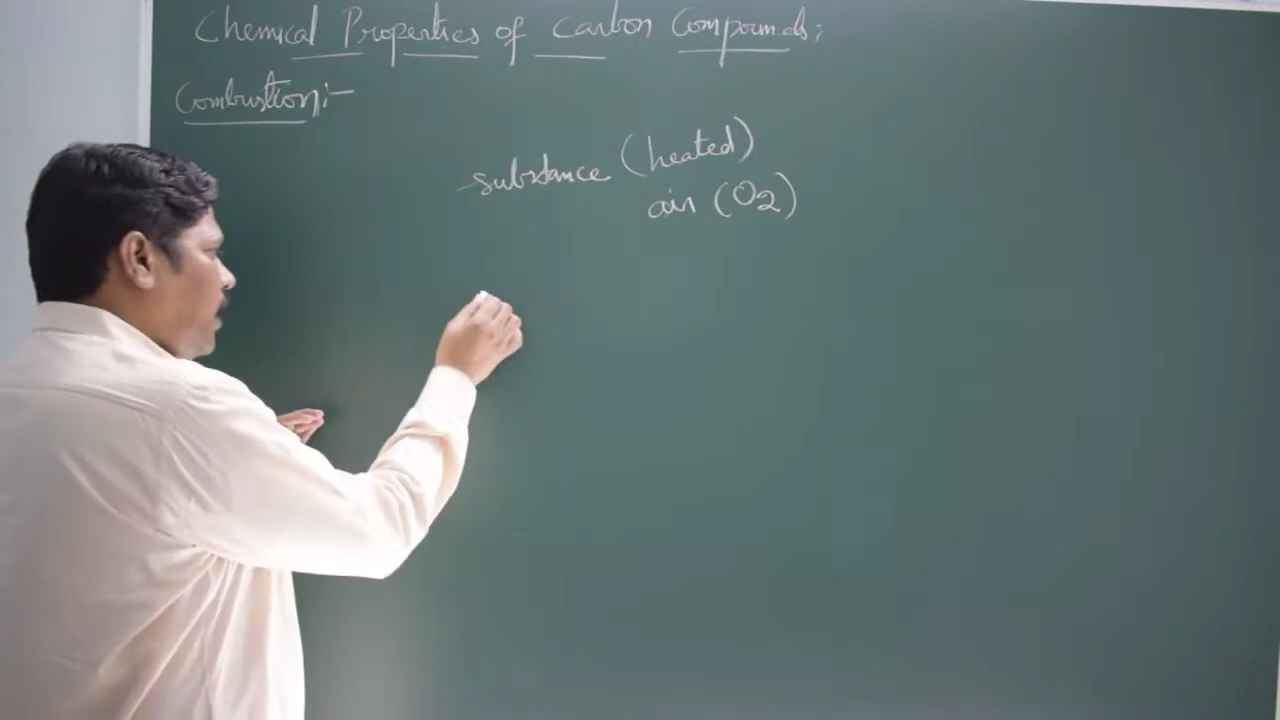 Chemical Properties of Carbon Compounds;
Combustion:-
substance (heated)
air (O2)